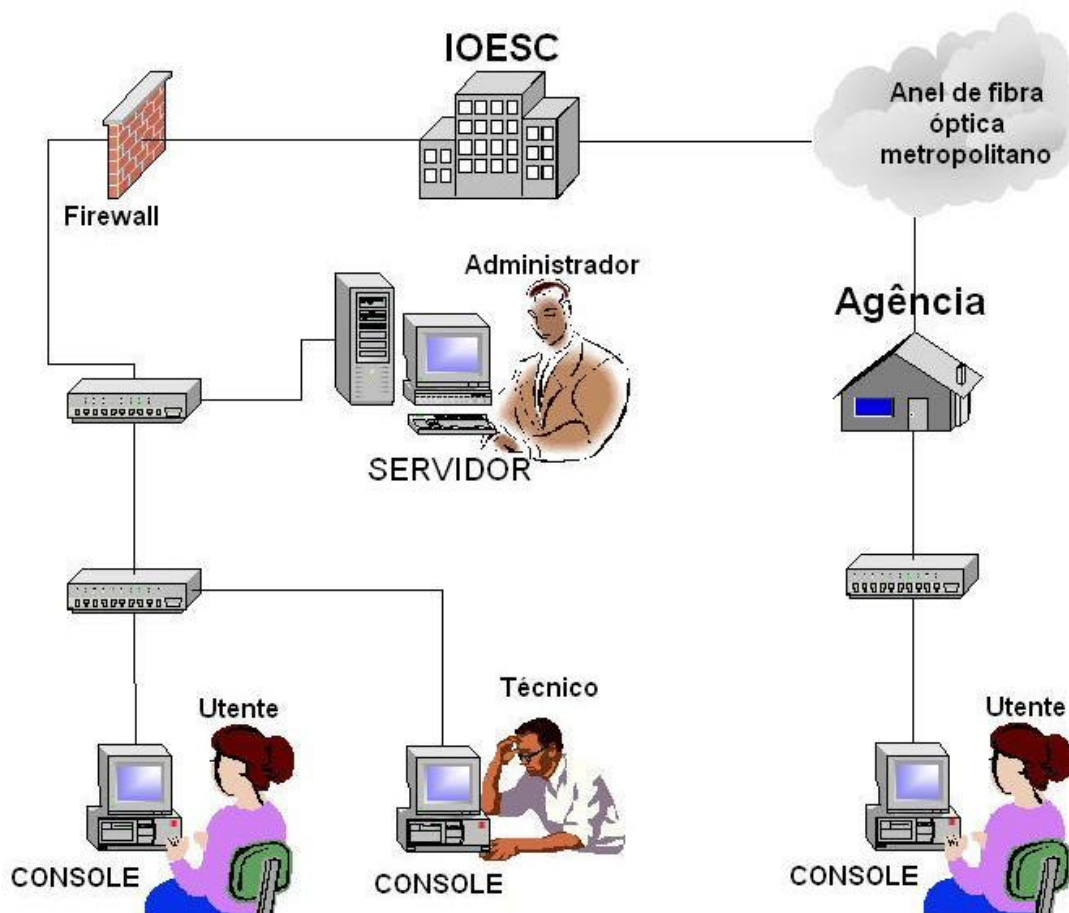 IOESC
Anel de fibra
óptica
metropolitano
Firewall
Administrador
Agência
SERVIDOR
Técnico
Utente
Utente
CONSOLE
CONSOLE
CONSOLE